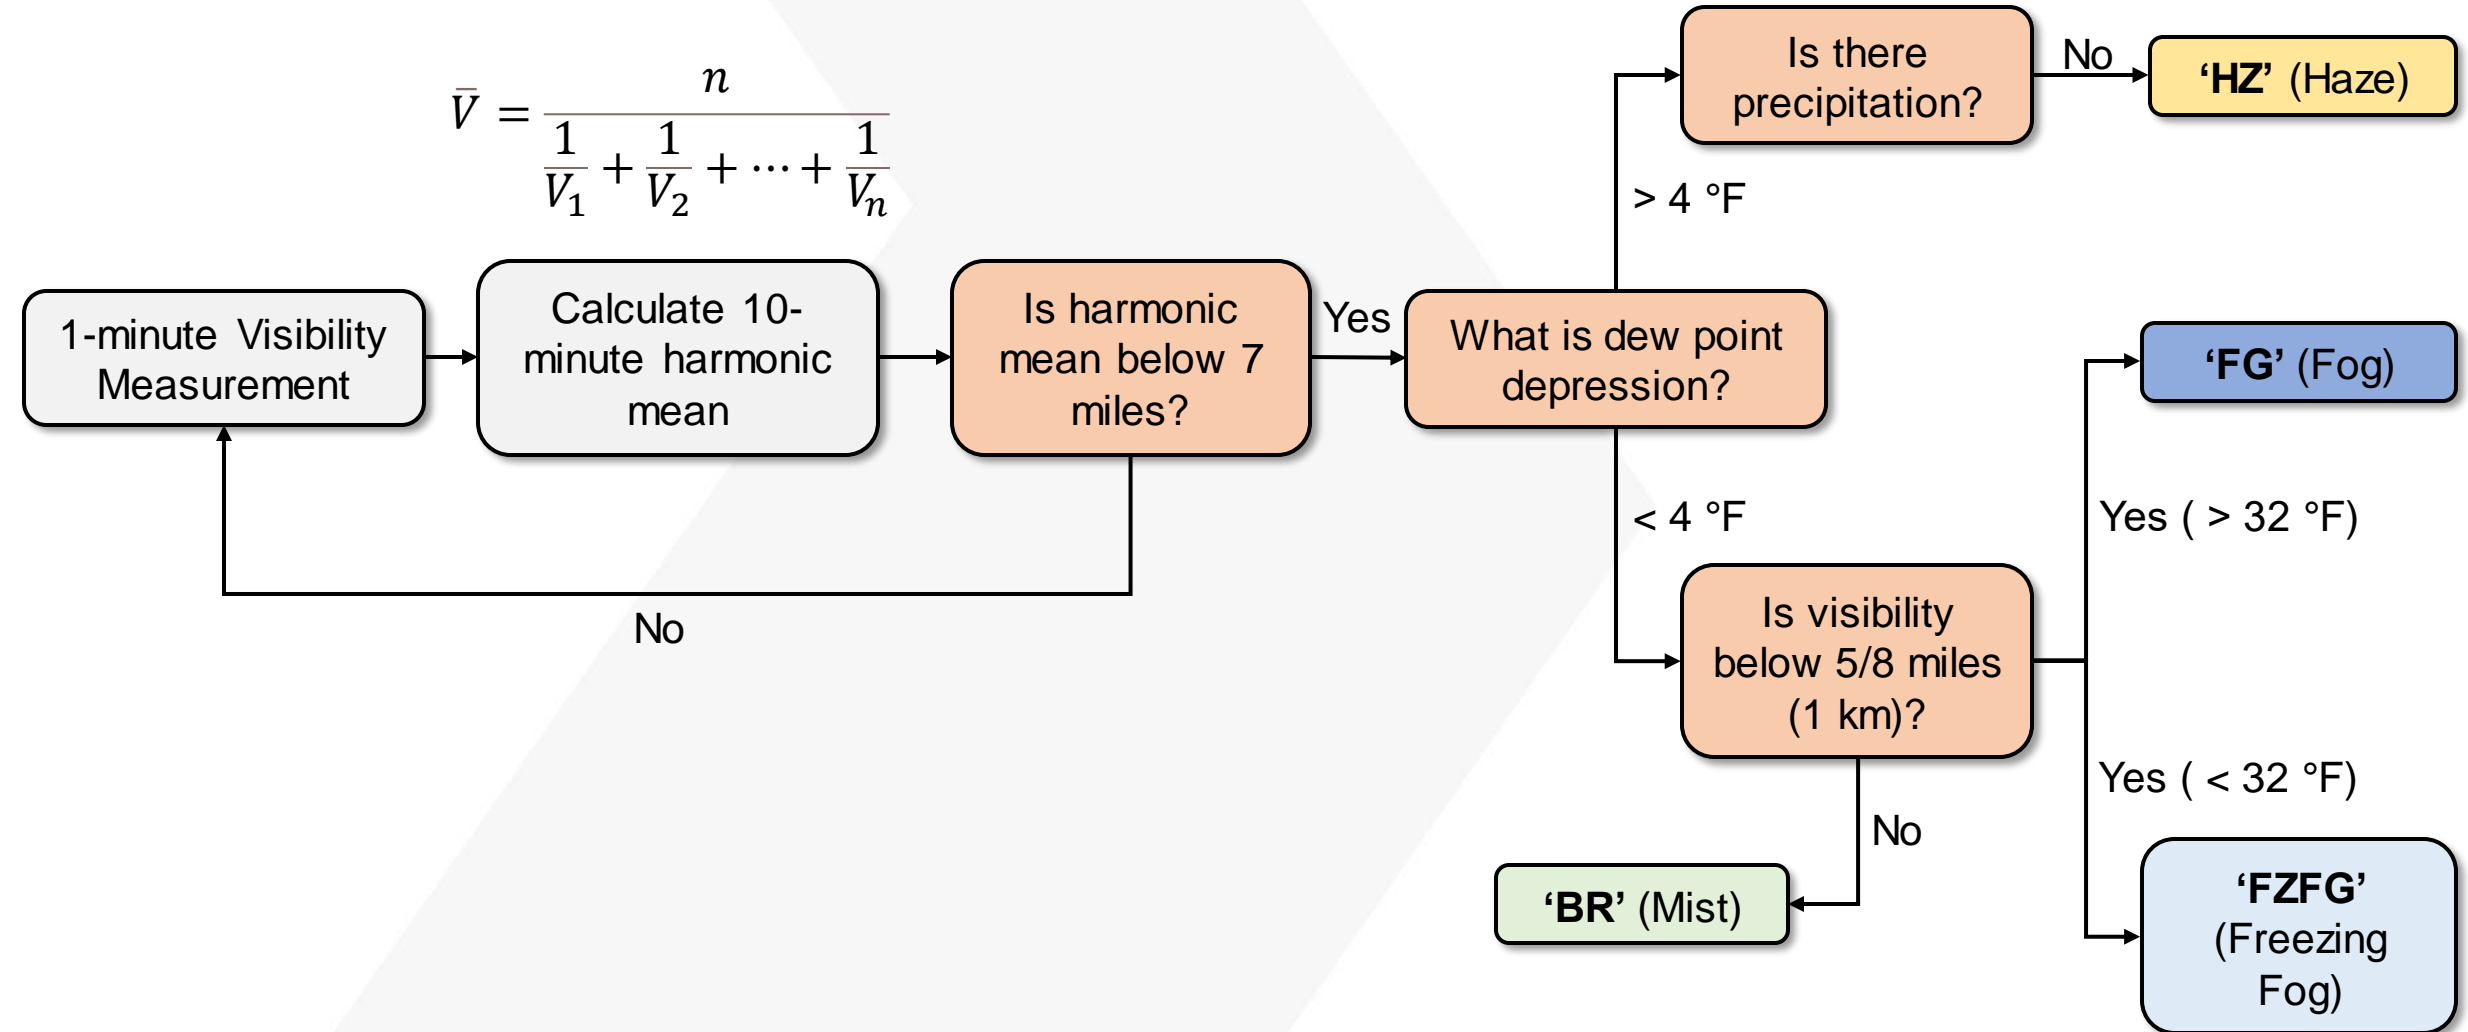 V̄ = n / (1/V₁ + 1/V₂ + ⋯ + 1/Vₙ)
1-minute Visibility
Measurement
Calculate 10-
minute harmonic
mean
Is harmonic
mean below 7
miles?
Yes
No
What is dew point
depression?
> 4 °F
Is there
precipitation?
No
‘HZ’ (Haze)
< 4 °F
Is visibility
below 5/8 miles
(1 km)?
Yes ( > 32 °F)
‘FG’ (Fog)
Yes ( < 32 °F)
‘FZFG’
(Freezing
Fog)
No
‘BR’ (Mist)